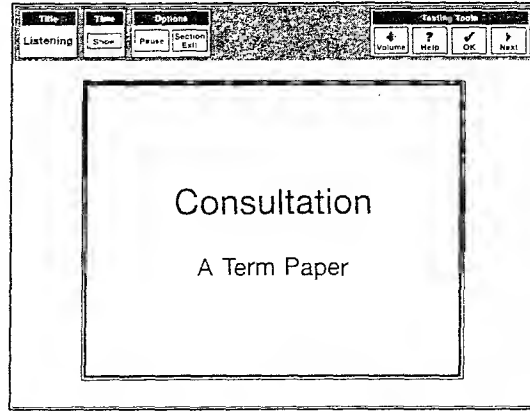 Title Time Options Testing Tools
Listening Show Pause Section Exit Volume Help OK Next
Consultation
A Term Paper